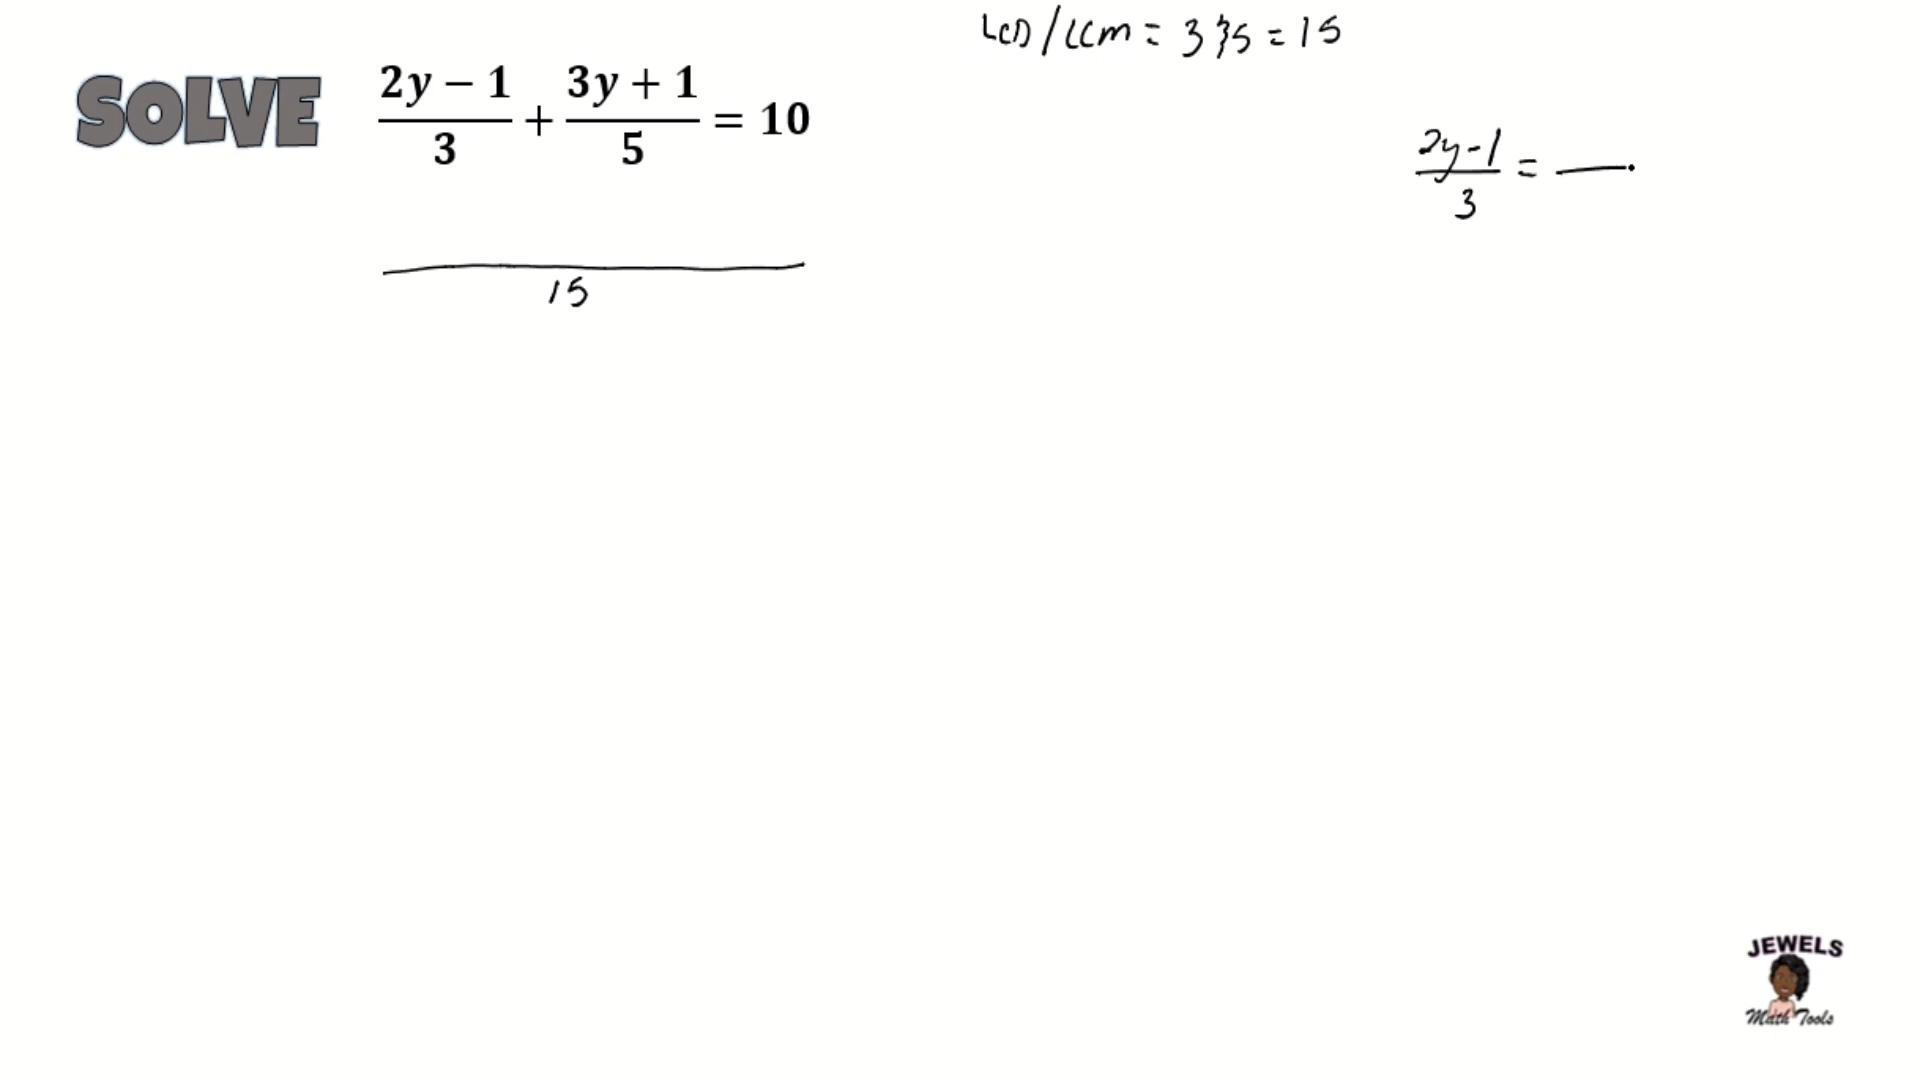 LCD/LCM = 3 & 5 = 15
SOLVE (2y − 1)/3 + (3y + 1)/5 = 10
(2y-1)/3 =
15
JEWELS
Math Tools